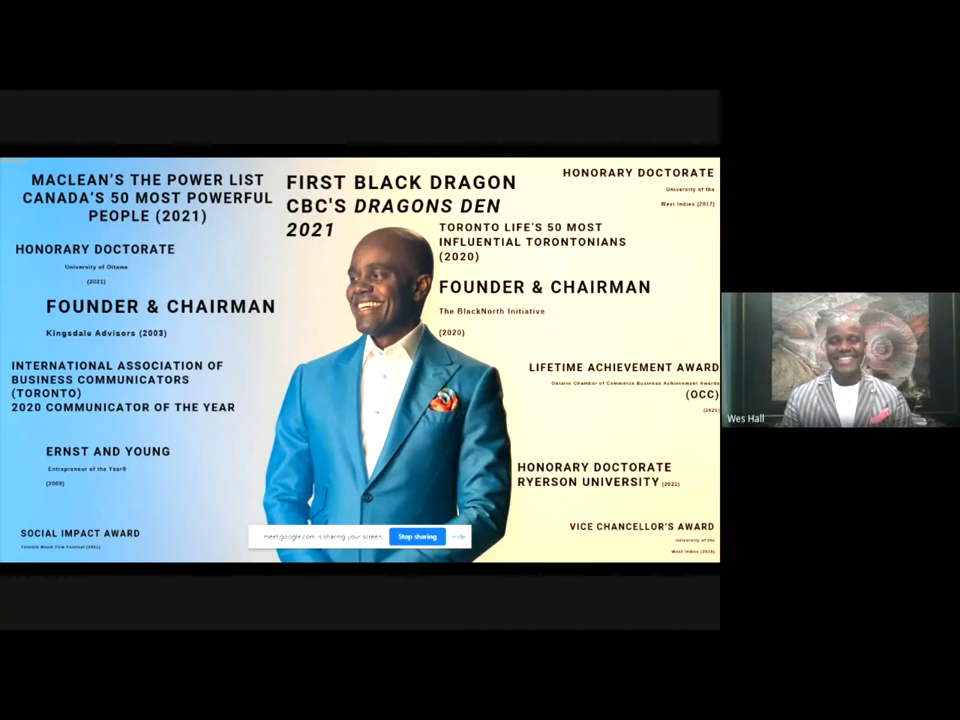 MACLEAN'S THE POWER LIST
CANADA'S 50 MOST POWERFUL
PEOPLE (2021)
HONORARY DOCTORATE
University of Ottawa
(2021)
FOUNDER & CHAIRMAN
Kingsdale Advisors (2003)
INTERNATIONAL ASSOCIATION OF
BUSINESS COMMUNICATORS
(TORONTO)
2020 COMMUNICATOR OF THE YEAR
ERNST AND YOUNG
Entrepreneur of the Year®
(2009)
SOCIAL IMPACT AWARD
Toronto Black Film Festival (2021)
FIRST BLACK DRAGON
CBC'S DRAGONS DEN
2021
HONORARY DOCTORATE
University of the
West Indies (2017)
TORONTO LIFE'S 50 MOST
INFLUENTIAL TORONTONIANS
(2020)
FOUNDER & CHAIRMAN
The BlackNorth Initiative
(2020)
LIFETIME ACHIEVEMENT AWARD
Ontario Chamber of Commerce Business Achievement Awards
(OCC)
(2021)
HONORARY DOCTORATE
RYERSON UNIVERSITY (2021)
VICE CHANCELLOR'S AWARD
University of the
West Indies (2016)
meet.google.com is sharing your screen.
Stop sharing
Hide
Wes Hall